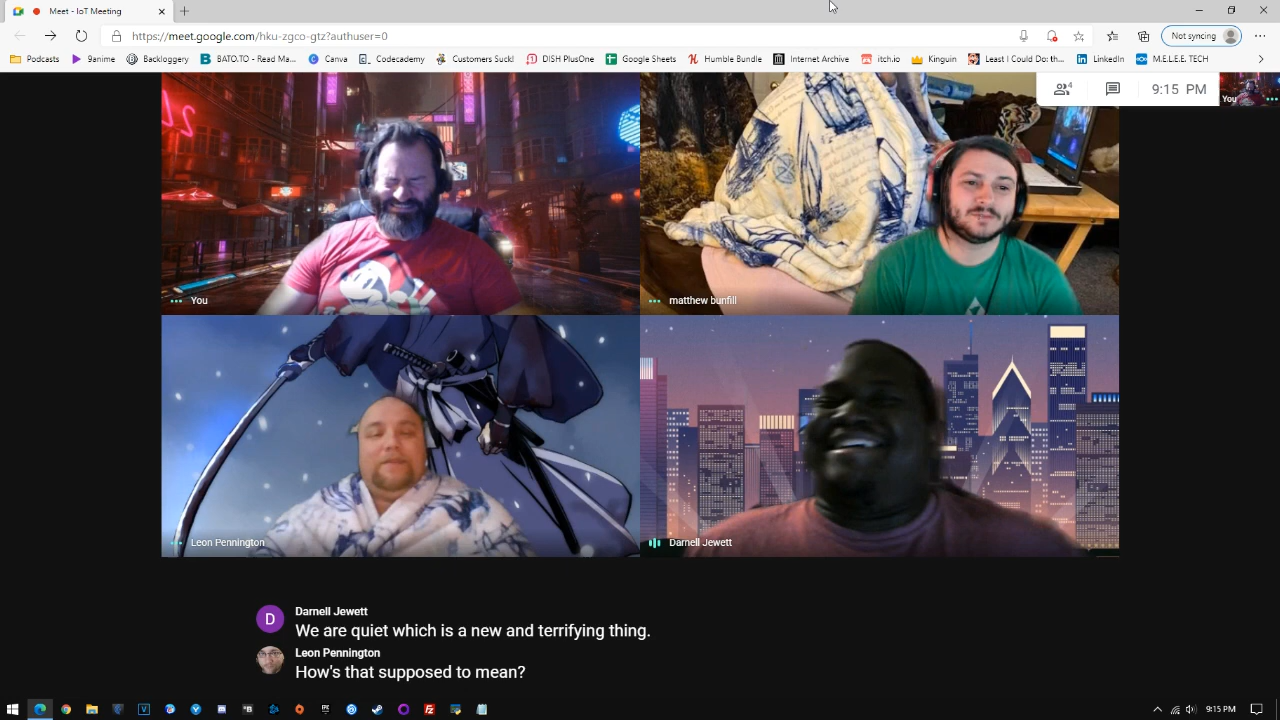 Meet - IoT Meeting
https://meet.google.com/hku-zgco-gtz?authuser=0
Not syncing
Podcasts
9anime
Backloggery
BATO.TO - Read Ma...
Canva
Codecademy
Customers Suck!
DISH PlusOne
Google Sheets
Humble Bundle
Internet Archive
itch.io
Kinguin
Least I Could Do: th...
LinkedIn
M.E.L.E.E. TECH
4
9:15 PM
You
You
matthew bunfill
Leon Pennington
Darnell Jewett
D
Darnell Jewett
We are quiet which is a new and terrifying thing.
Leon Pennington
How's that supposed to mean?
9:15 PM